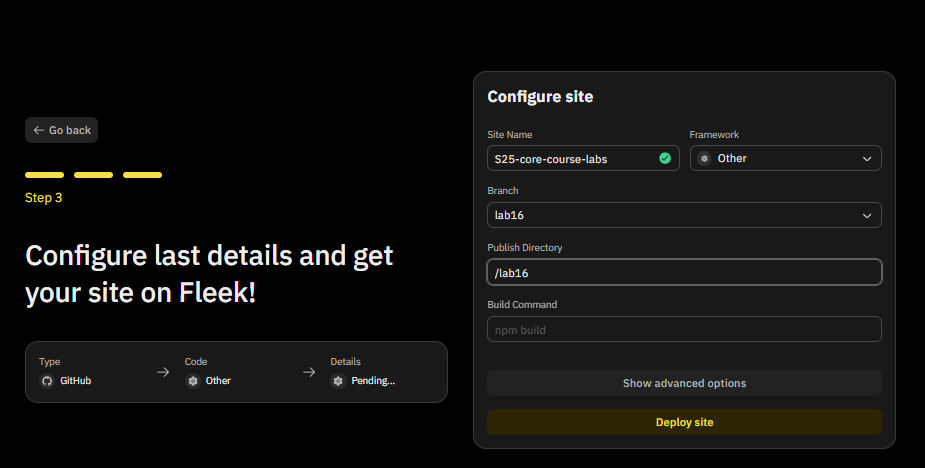 Go back
Step 3
Configure last details and get
your site on Fleek!
Type
GitHub
Code
Other
Details
Pending...
Configure site
Site Name
S25-core-course-labs
Framework
Other
Branch
lab16
Publish Directory
/lab16
Build Command
npm build
Show advanced options
Deploy site